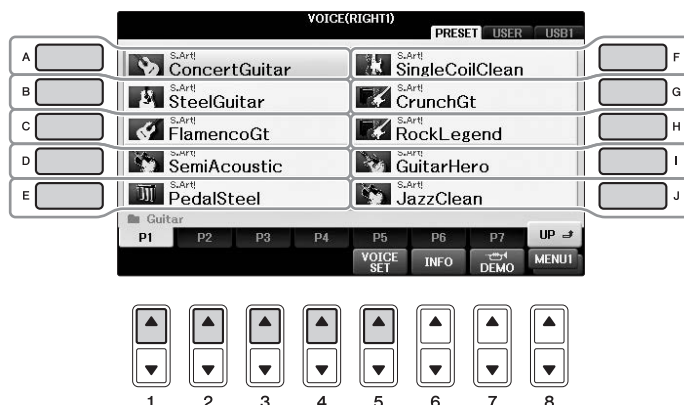 VOICE(RIGHT1)
PRESET USER USB1
A
S.Art!
ConcertGuitar
S.Art!
SingleCoilClean
F
B
S.Art!
SteelGuitar
S.Art!
CrunchGt
G
C
S.Art!
FlamencoGt
S.Art!
RockLegend
H
D
S.Art!
SemiAcoustic
S.Art!
GuitarHero
I
E
S.Art!
PedalSteel
S.Art!
JazzClean
J
Guitar
P1 P2 P3 P4 P5 P6 P7 UP
VOICE SET INFO DEMO MENU1
1 2 3 4 5 6 7 8